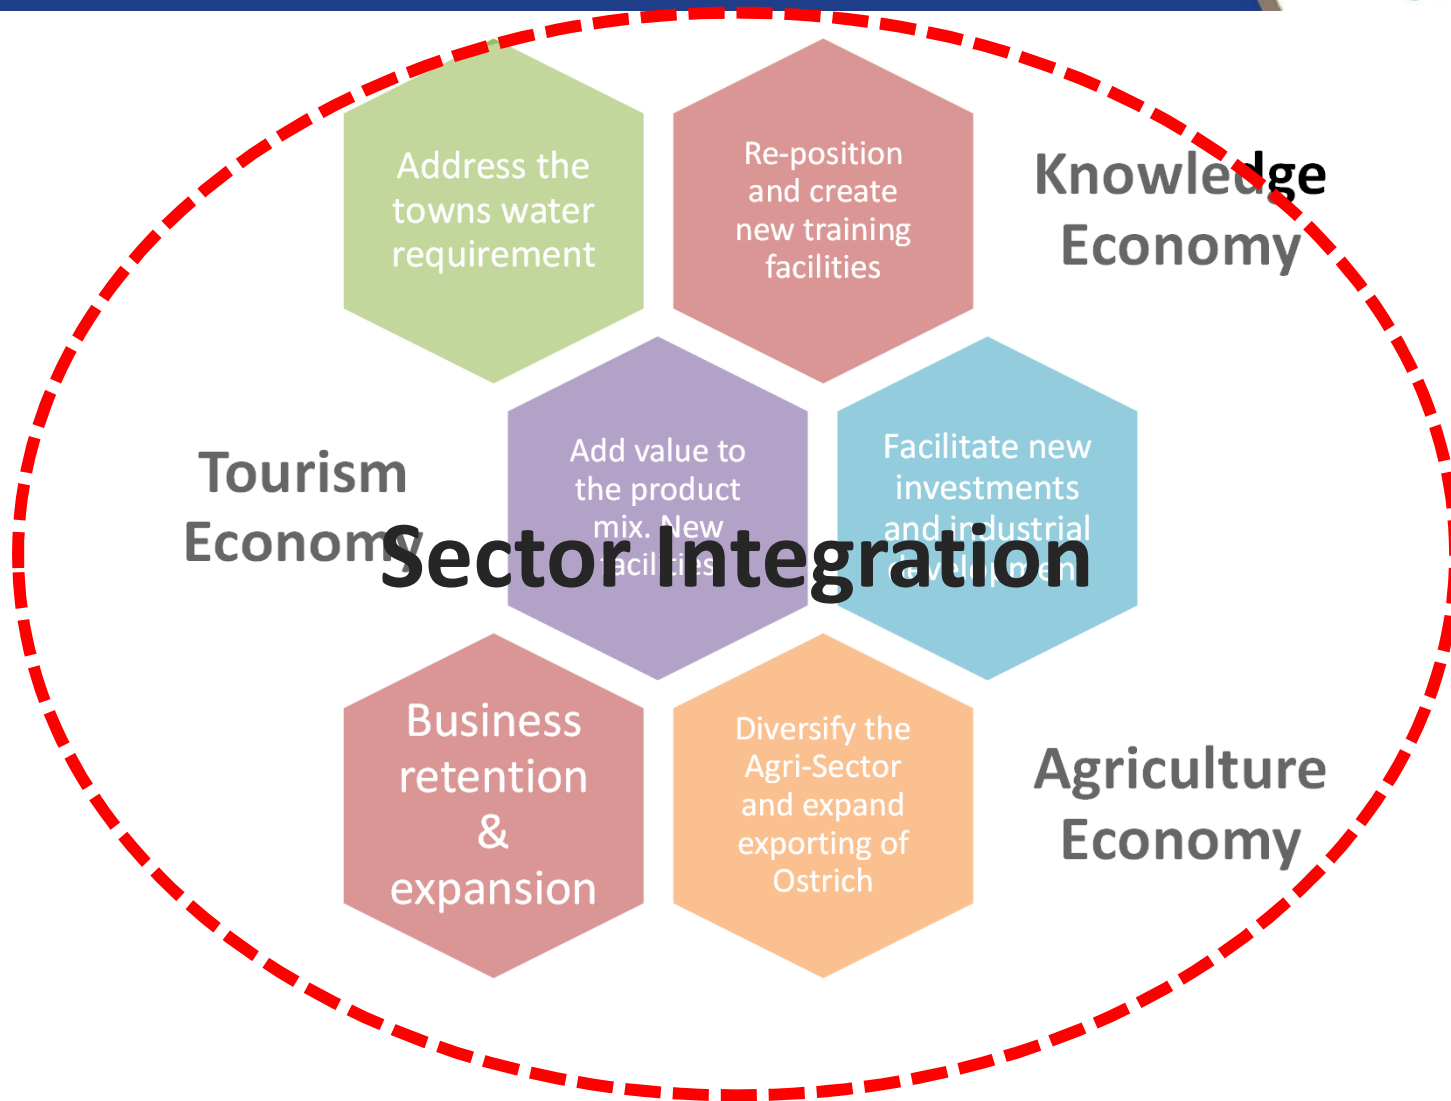 Address the
towns water
requirement
Re-position
and create
new training
facilities
Knowledge
Economy
Tourism
Economy
Add value to
the product
mix. New
facilities.
Facilitate new
investments
and industrial
development
Sector Integration
Business
retention
&
expansion
Diversify the
Agri-Sector
and expand
exporting of
Ostrich
Agriculture
Economy